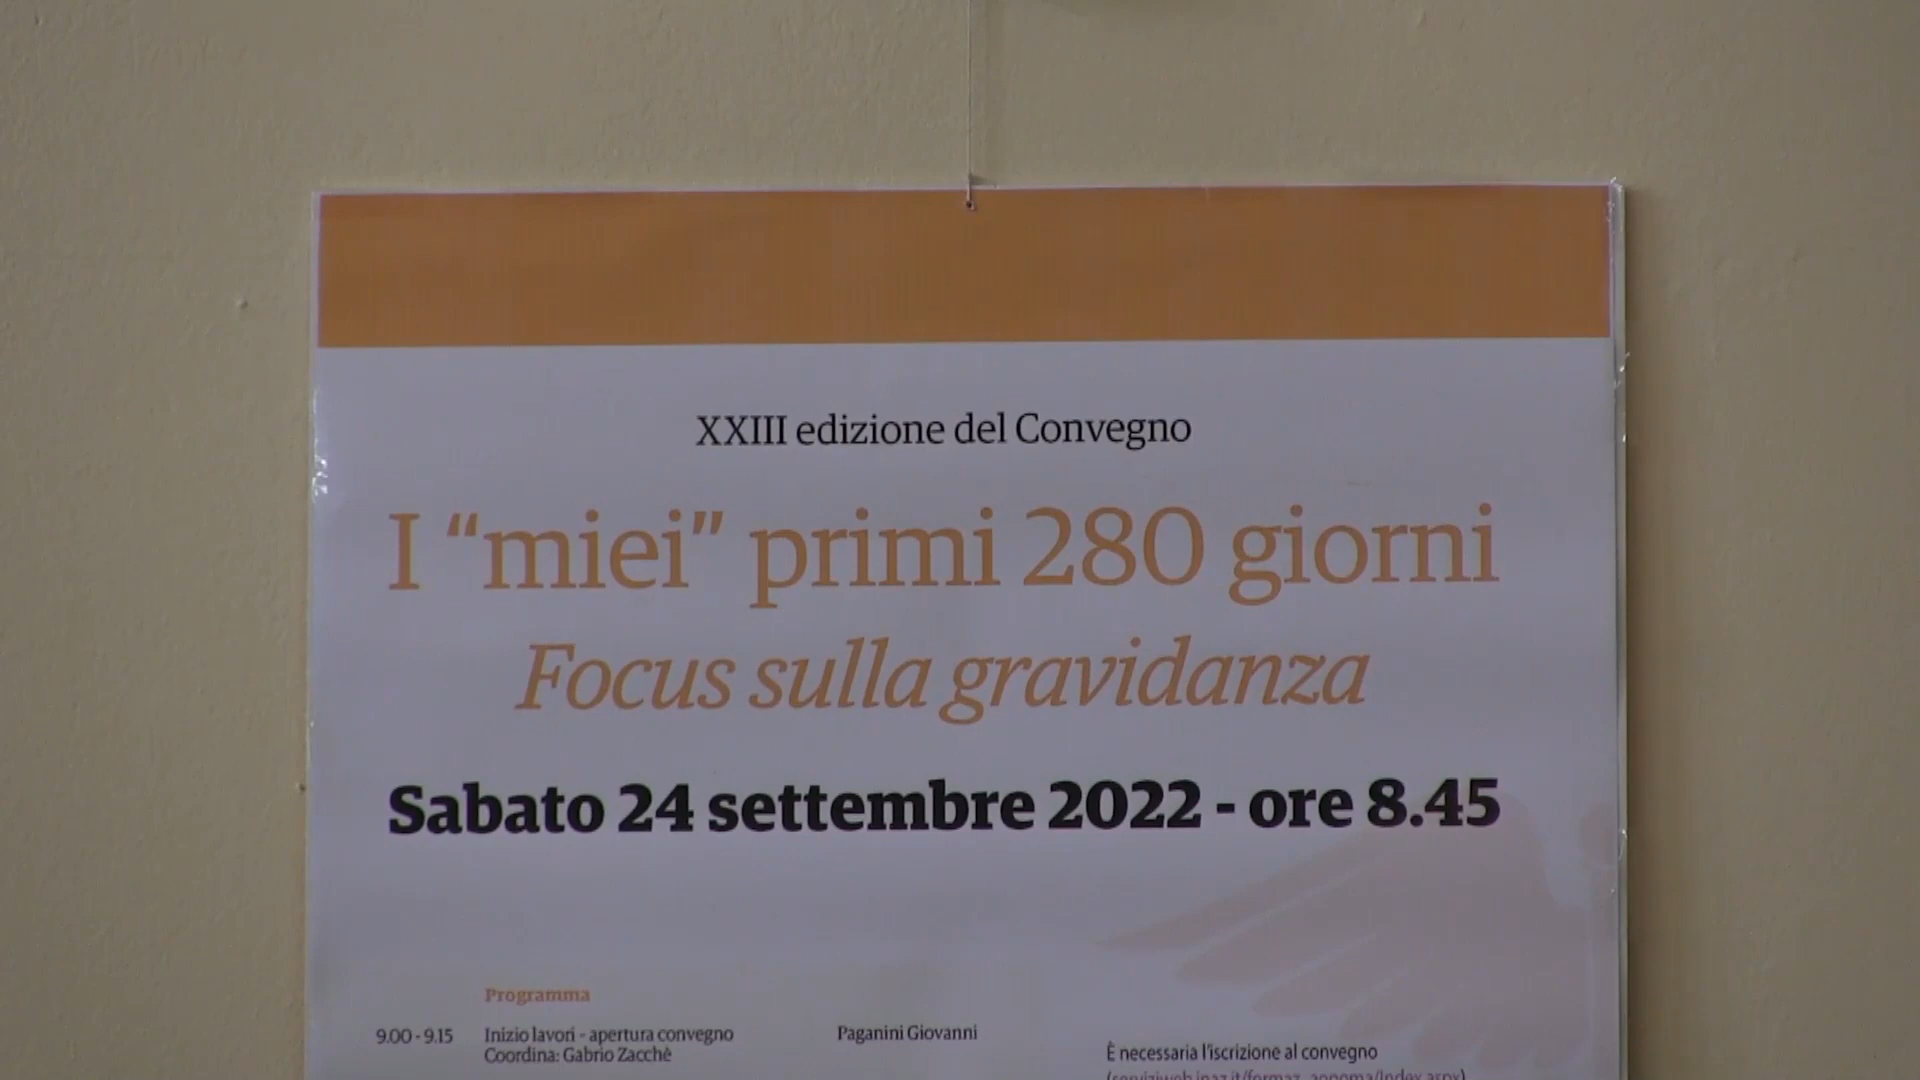 XXIII edizione del Convegno
I “miei” primi 280 giorni
Focus sulla gravidanza
Sabato 24 settembre 2022 - ore 8.45
Programma
9.00 - 9.15 Inizio lavori - apertura convegno Paganini Giovanni
Coordina: Gabrio Zacchè
È necessaria l'iscrizione al convegno